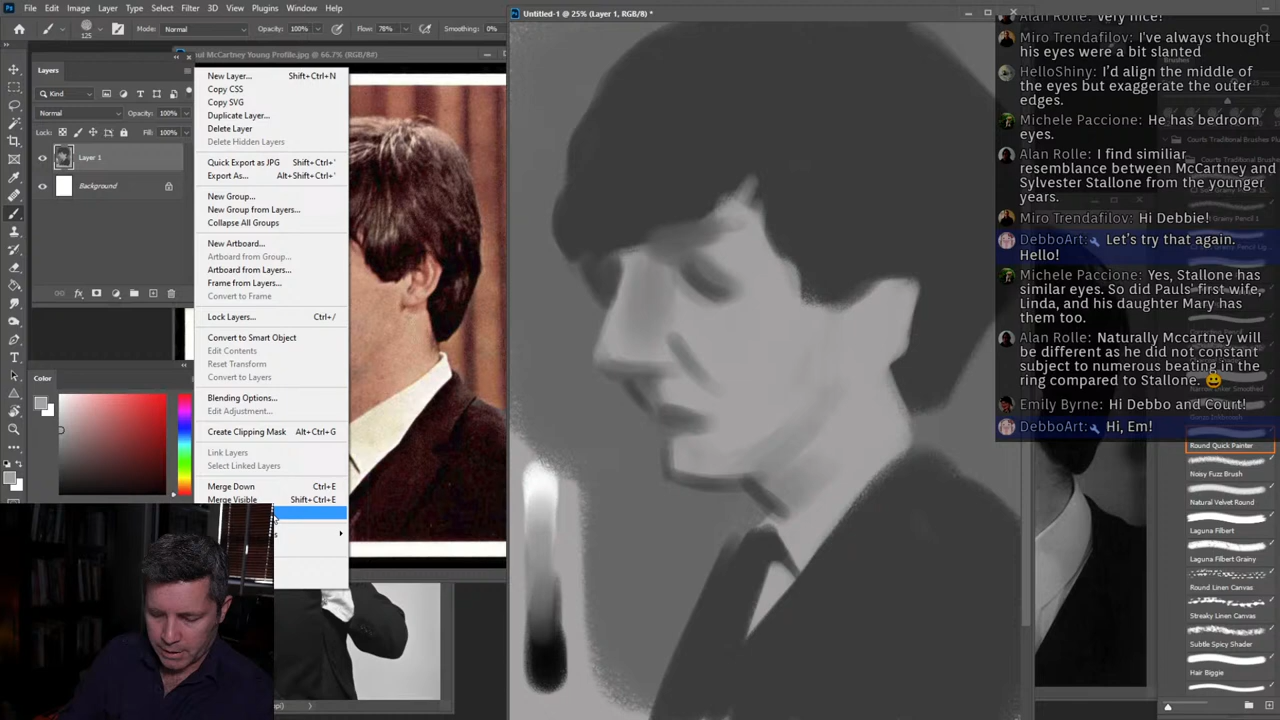 File Edit Image Layer Type Select Filter 3D View Plugins Window Help
125 Mode: Normal Opacity: 100% Flow: 78% Smoothing: 0%
Untitled-1 @ 25% (Layer 1, RGB/8) *
McCartney Young Profile.jpg @ 66.7% (RGB/8#)
Layers
Kind
Normal Opacity: 100%
Lock: Fill: 100%
Layer 1
Background
Color
New Layer... Shift+Ctrl+N
Copy CSS
Copy SVG
Duplicate Layer...
Delete Layer
Delete Hidden Layers
Quick Export as JPG Shift+Ctrl+'
Export As... Alt+Shift+Ctrl+'
New Group...
New Group from Layers...
Collapse All Groups
New Artboard...
Artboard from Group...
Artboard from Layers...
Frame from Layers...
Convert to Frame
Lock Layers... Ctrl+/
Convert to Smart Object
Edit Contents
Reset Transform
Convert to Layers
Blending Options...
Edit Adjustment...
Create Clipping Mask Alt+Ctrl+G
Link Layers
Select Linked Layers
Merge Down Ctrl+E
Merge Visible Shift+Ctrl+E
Alan Rolle: Very nice!
Miro Trendafilov: I've always thought
his eyes were a bit slanted
HelloShiny: I'd align the middle of
the eyes but exaggerate the outer
edges.
Michele Paccione: He has bedroom
eyes.
Alan Rolle: I find similiar
resemblance between McCartney and
Sylvester Stallone from the younger
years.
Miro Trendafilov: Hi Debbie!
DebboArt: Let's try that again.
Hello!
Michele Paccione: Yes, Stallone has
similar eyes. So did Pauls' first wife,
Linda, and his daughter Mary has
them too.
Alan Rolle: Naturally Mccartney will
be different as he did not constant
subject to numerous beating in the
ring compared to Stallone. 😀
Emily Byrne: Hi Debbo and Court!
DebboArt: Hi, Em!
Round Quick Painter
Noisy Fuzz Brush
Natural Velvet Round
Laguna Filbert
Laguna Filbert Grainy
Round Linen Canvas
Streaky Linen Canvas
Subtle Spicy Shader
Hair Biggie